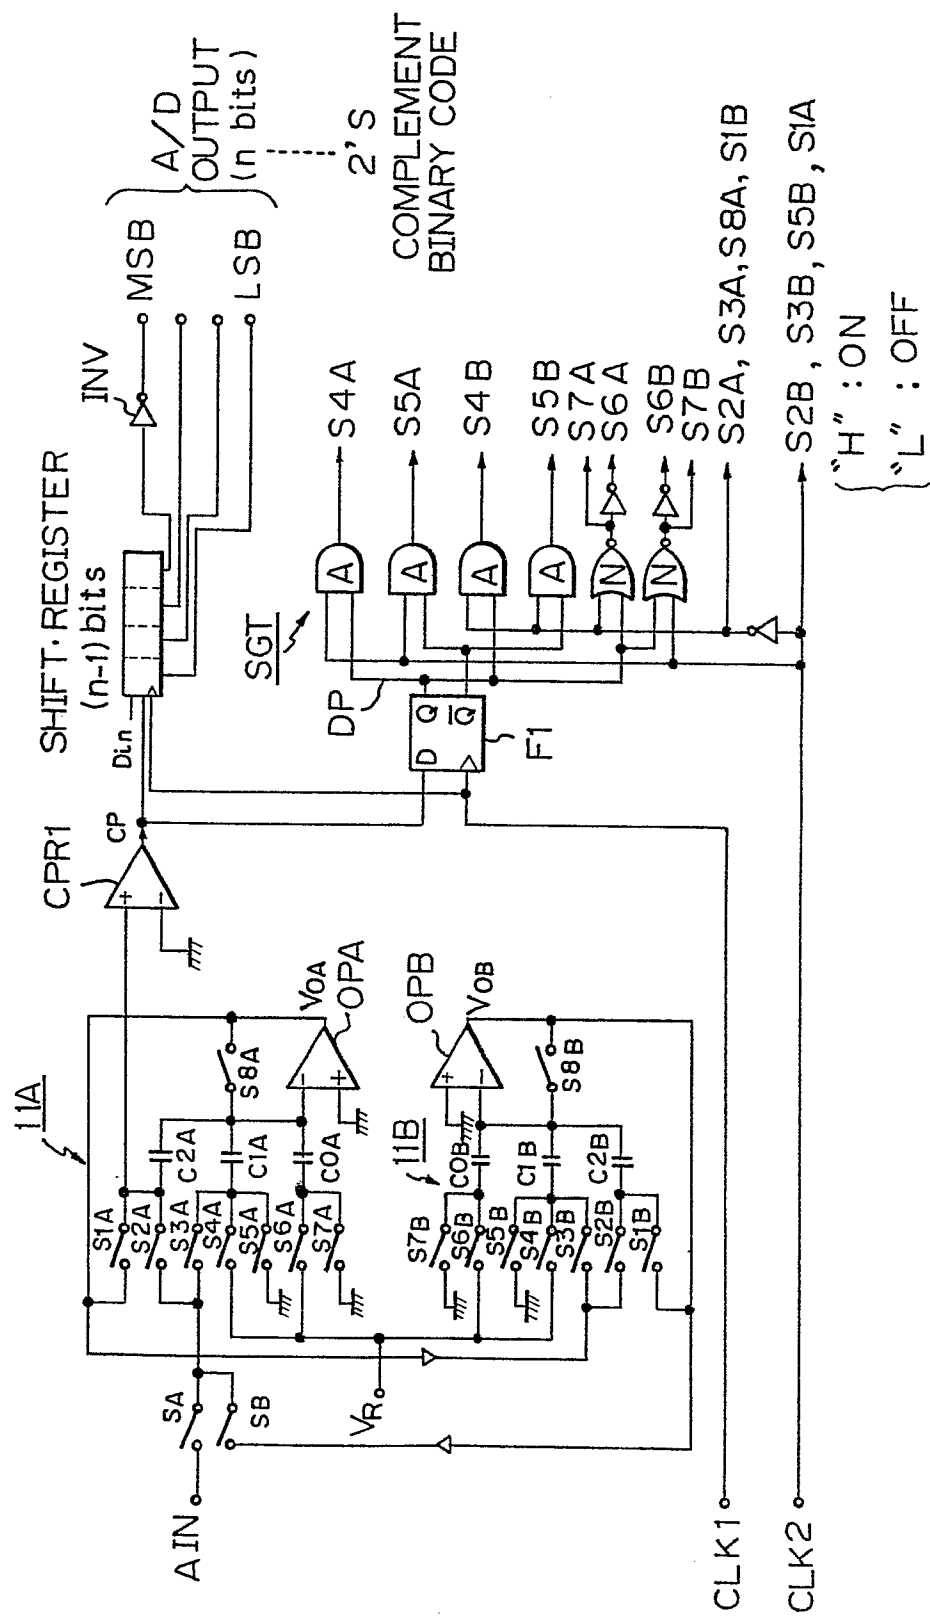 AIN
SA
SB
VR
CLK1
CLK2
11A
S1A
S2A
S3A
S4A
S5A
S6A
S7A
C2A
C1A
C0A
S8A
VOA
OPA
+
−
11B
S7B
S6B
S5B
S4B
S3B
S2B
S1B
C0B
C1B
C2B
S8B
VOB
OPB
+
−
CPR1
+
−
CP
Din
SHIFT·REGISTER
(n-1) bits
INV
MSB
LSB
A/D
OUTPUT
(n bits)
2'S
COMPLEMENT
BINARY CODE
DP
D
Q
Q
F1
SGT
A
A
A
A
N
N
S4A
S5A
S4B
S5B
S7A
S6A
S6B
S7B
S2A, S3A, S8A, S1B
S2B, S3B, S5B, S1A
"H" : ON
"L" : OFF